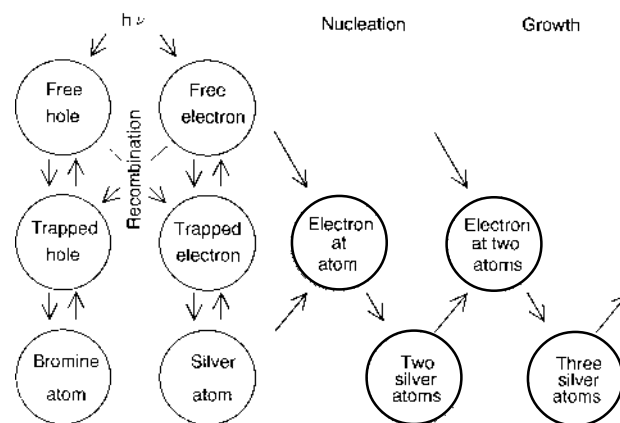 hν
Nucleation
Growth
Free
hole
Free
electron
Recombination
Trapped
hole
Trapped
electron
Electron
at
atom
Electron
at two
atoms
Bromine
atom
Silver
atom
Two
silver
atoms
Three
silver
atoms